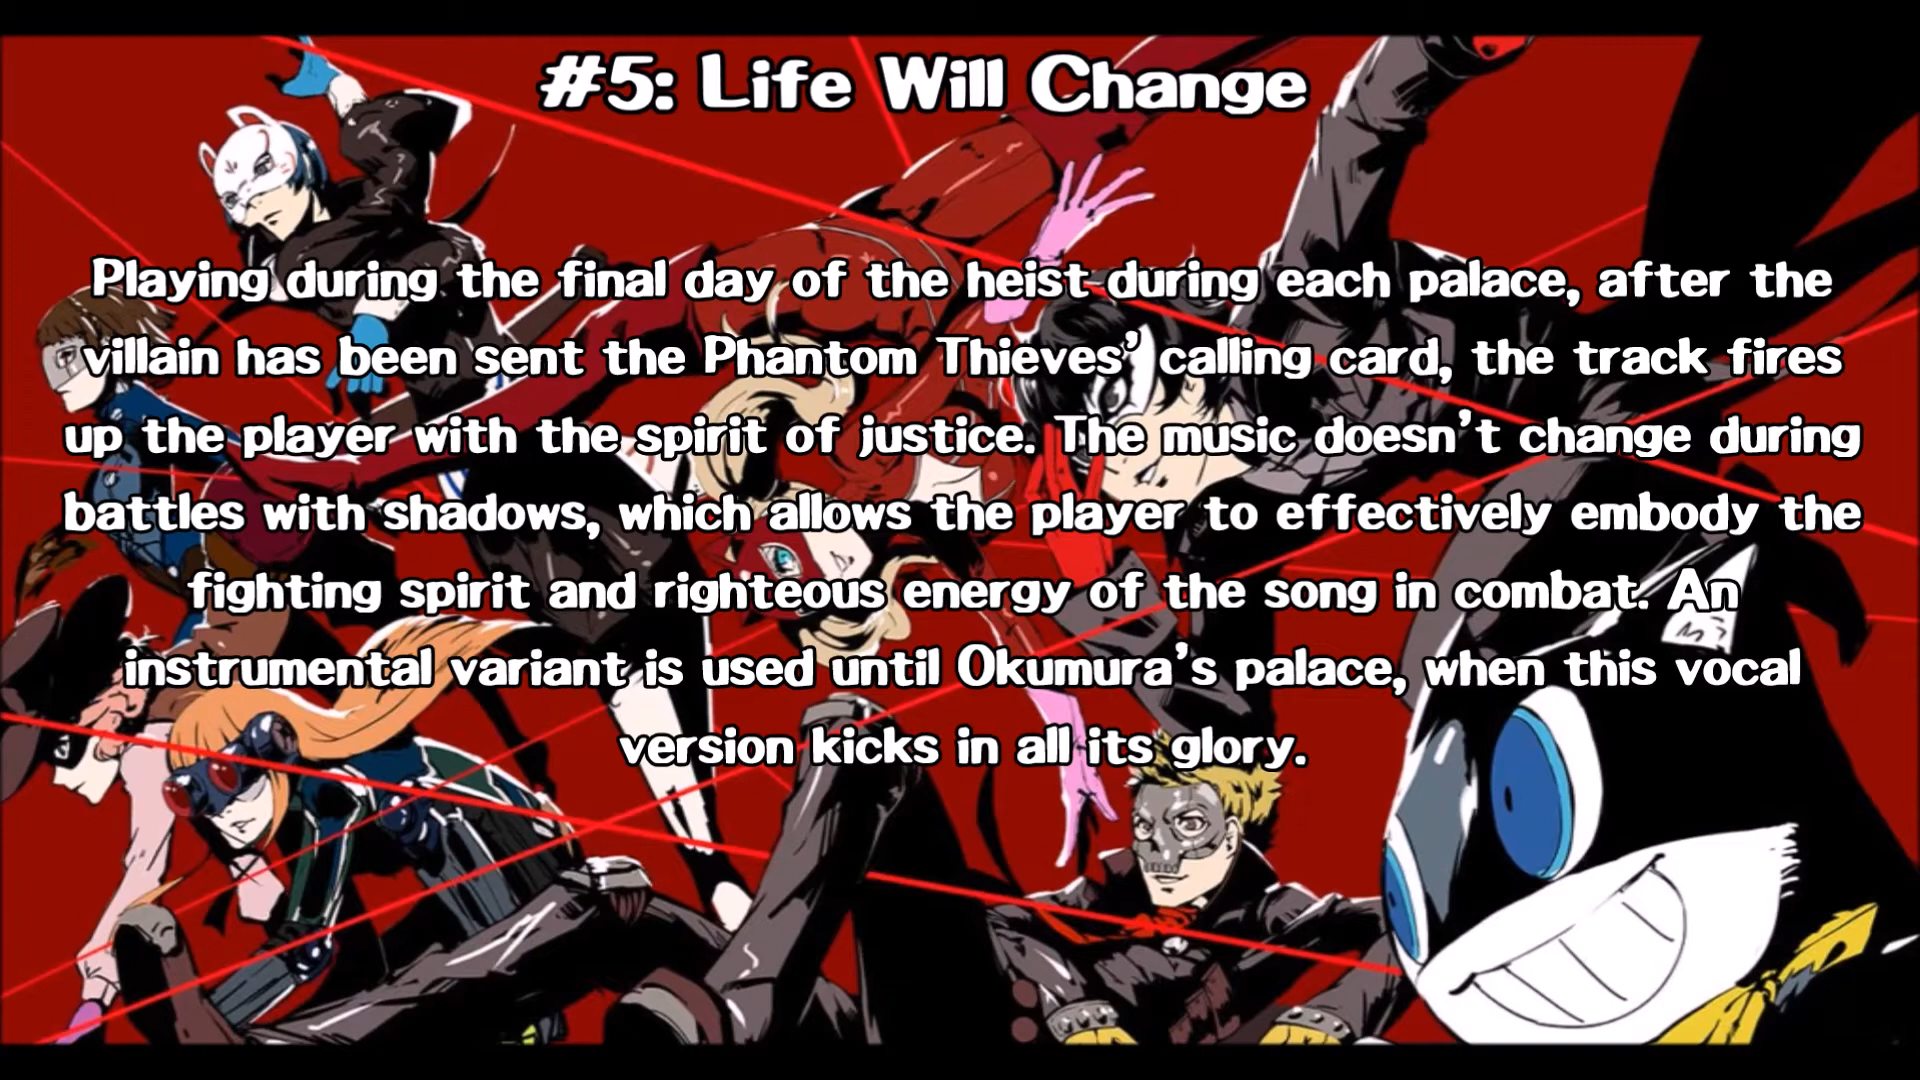 #5: Life Will Change
Playing during the final day of the heist during each palace, after the
villain has been sent the Phantom Thieves' calling card, the track fires
up the player with the spirit of justice. The music doesn't change during
battles with shadows, which allows the player to effectively embody the
fighting spirit and righteous energy of the song in combat. An
instrumental variant is used until Okumura's palace, when this vocal
version kicks in all its glory.